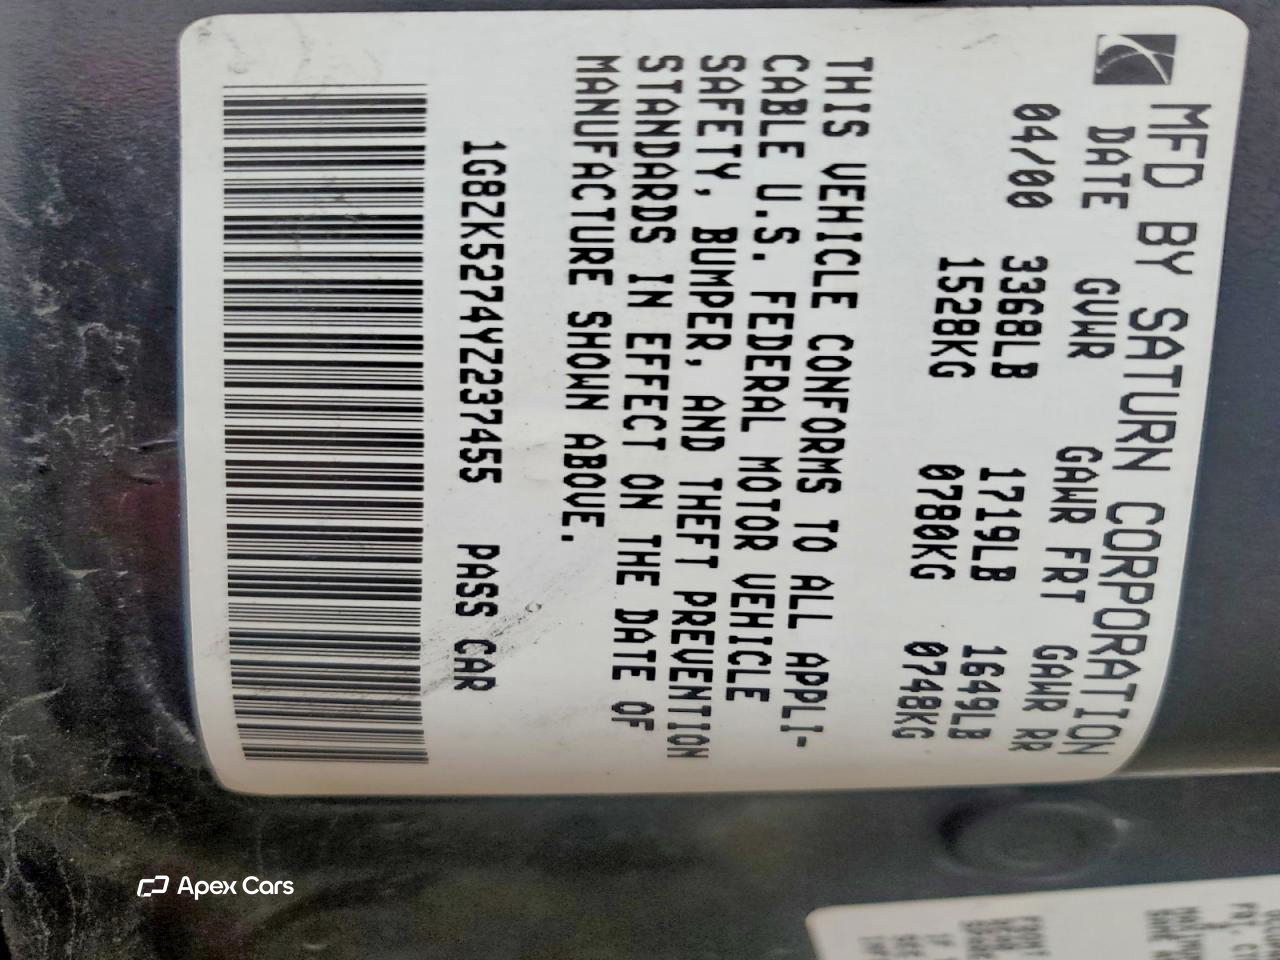 MFD BY SATURN CORPORATION
DATE GVWR GAWR FRT GAWR RR
04/00 3368LB 1719LB 1649LB
1528KG 0780KG 0748KG
THIS VEHICLE CONFORMS TO ALL APPLI-
CABLE U.S. FEDERAL MOTOR VEHICLE
SAFETY, BUMPER, AND THEFT PREVENTION
STANDARDS IN EFFECT ON THE DATE OF
MANUFACTURE SHOWN ABOVE.
1G8ZK5274YZ237455 PASS CAR
Apex Cars